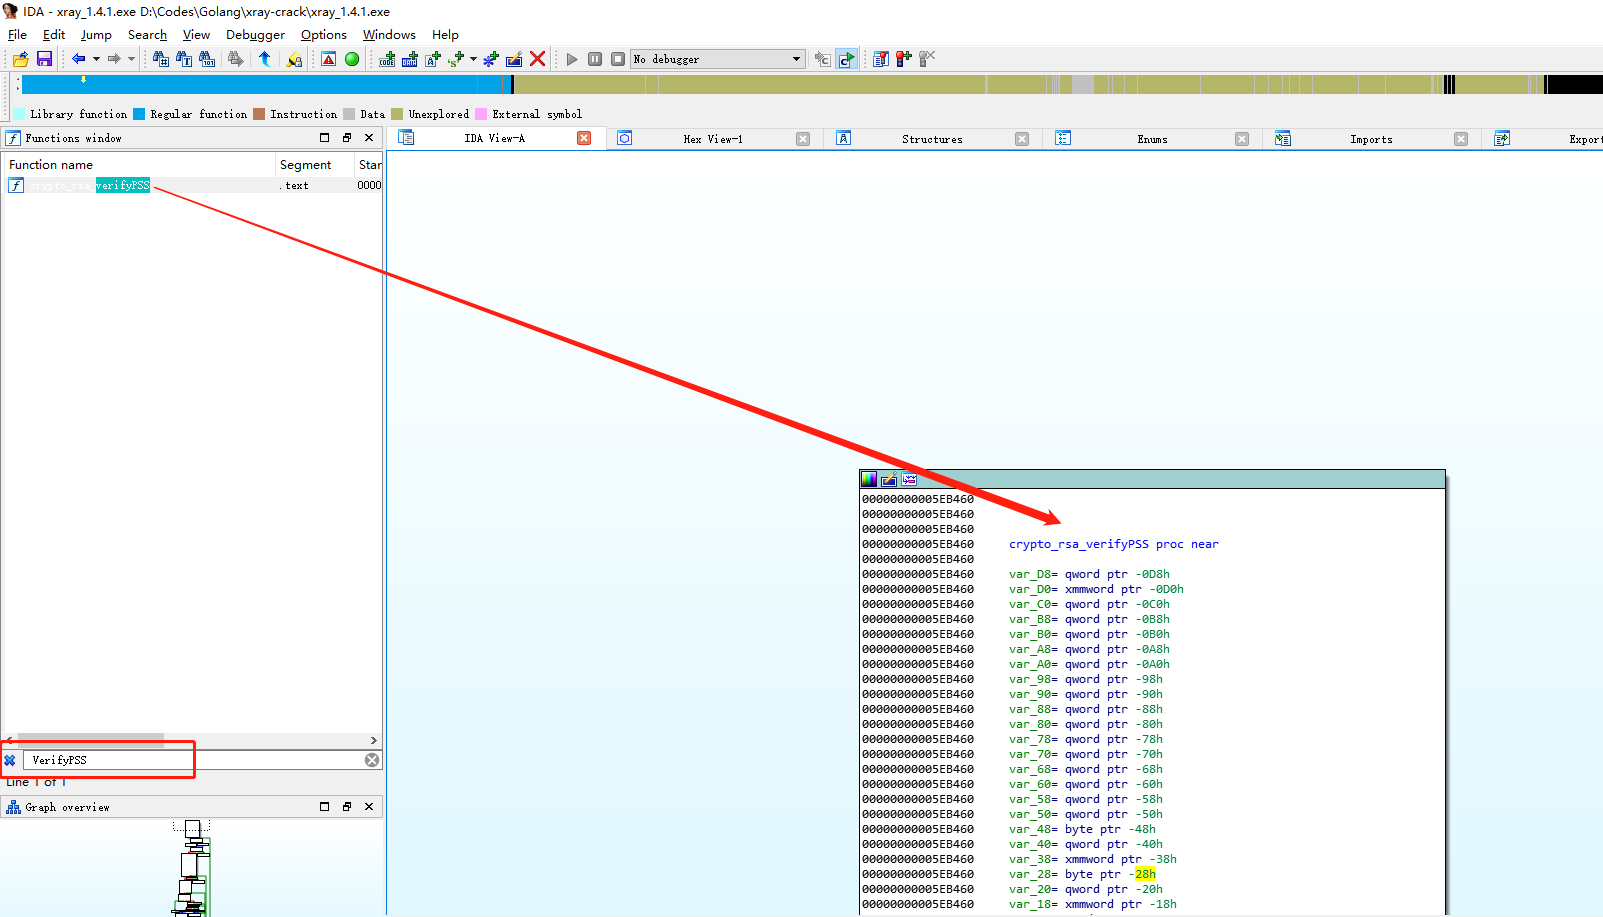 IDA - xray_1.4.1.exe D:\Codes\Golang\xray-crack\xray_1.4.1.exe
File Edit Jump Search View Debugger Options Windows Help
No debugger
Library function Regular function Instruction Data Unexplored External symbol
Functions window
IDA View-A Hex View-1 Structures Enums Imports Export
Function name Segment Star
crypto_rsa_verifyPSS .text 0000
00000000005EB460
00000000005EB460
00000000005EB460
00000000005EB460 crypto_rsa_verifyPSS proc near
00000000005EB460
00000000005EB460 var_D8= qword ptr -0D8h
00000000005EB460 var_D0= xmmword ptr -0D0h
00000000005EB460 var_C0= qword ptr -0C0h
00000000005EB460 var_B8= qword ptr -0B8h
00000000005EB460 var_B0= qword ptr -0B0h
00000000005EB460 var_A8= qword ptr -0A8h
00000000005EB460 var_A0= qword ptr -0A0h
00000000005EB460 var_98= qword ptr -98h
00000000005EB460 var_90= qword ptr -90h
00000000005EB460 var_88= qword ptr -88h
00000000005EB460 var_80= qword ptr -80h
00000000005EB460 var_78= qword ptr -78h
00000000005EB460 var_70= qword ptr -70h
00000000005EB460 var_68= qword ptr -68h
00000000005EB460 var_60= qword ptr -60h
00000000005EB460 var_58= qword ptr -58h
00000000005EB460 var_50= qword ptr -50h
00000000005EB460 var_48= byte ptr -48h
00000000005EB460 var_40= qword ptr -40h
00000000005EB460 var_38= xmmword ptr -38h
00000000005EB460 var_28= byte ptr -28h
00000000005EB460 var_20= qword ptr -20h
00000000005EB460 var_18= xmmword ptr -18h
VerifyPSS
Line 1 of 1
Graph overview